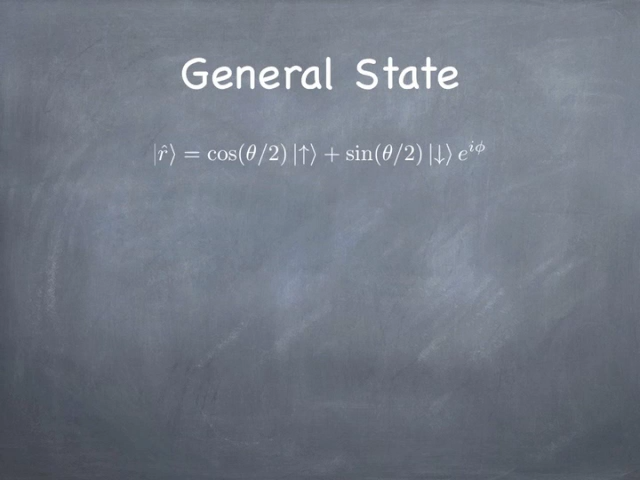 General State
|r̂⟩ = cos(θ/2) |↑⟩ + sin(θ/2) |↓⟩ e^{iϕ}